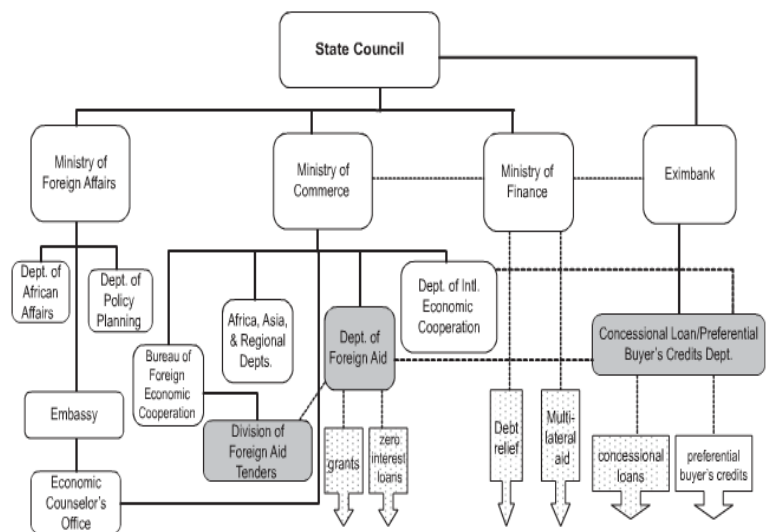 State Council
Ministry of
Foreign Affairs
Ministry of
Commerce
Ministry of
Finance
Eximbank
Dept. of
African
Affairs
Dept. of
Policy
Planning
Bureau of
Foreign
Economic
Cooperation
Africa, Asia,
& Regional
Depts.
Dept. of
Foreign Aid
Dept. of Intl.
Economic
Cooperation
Concessional Loan/Preferential
Buyer's Credits Dept.
Embassy
Economic
Counselor's
Office
Division of
Foreign Aid
Tenders
grants
zero
interest
loans
Debt
relief
Multi-
lateral
aid
concessional
loans
preferential
buyer's credits